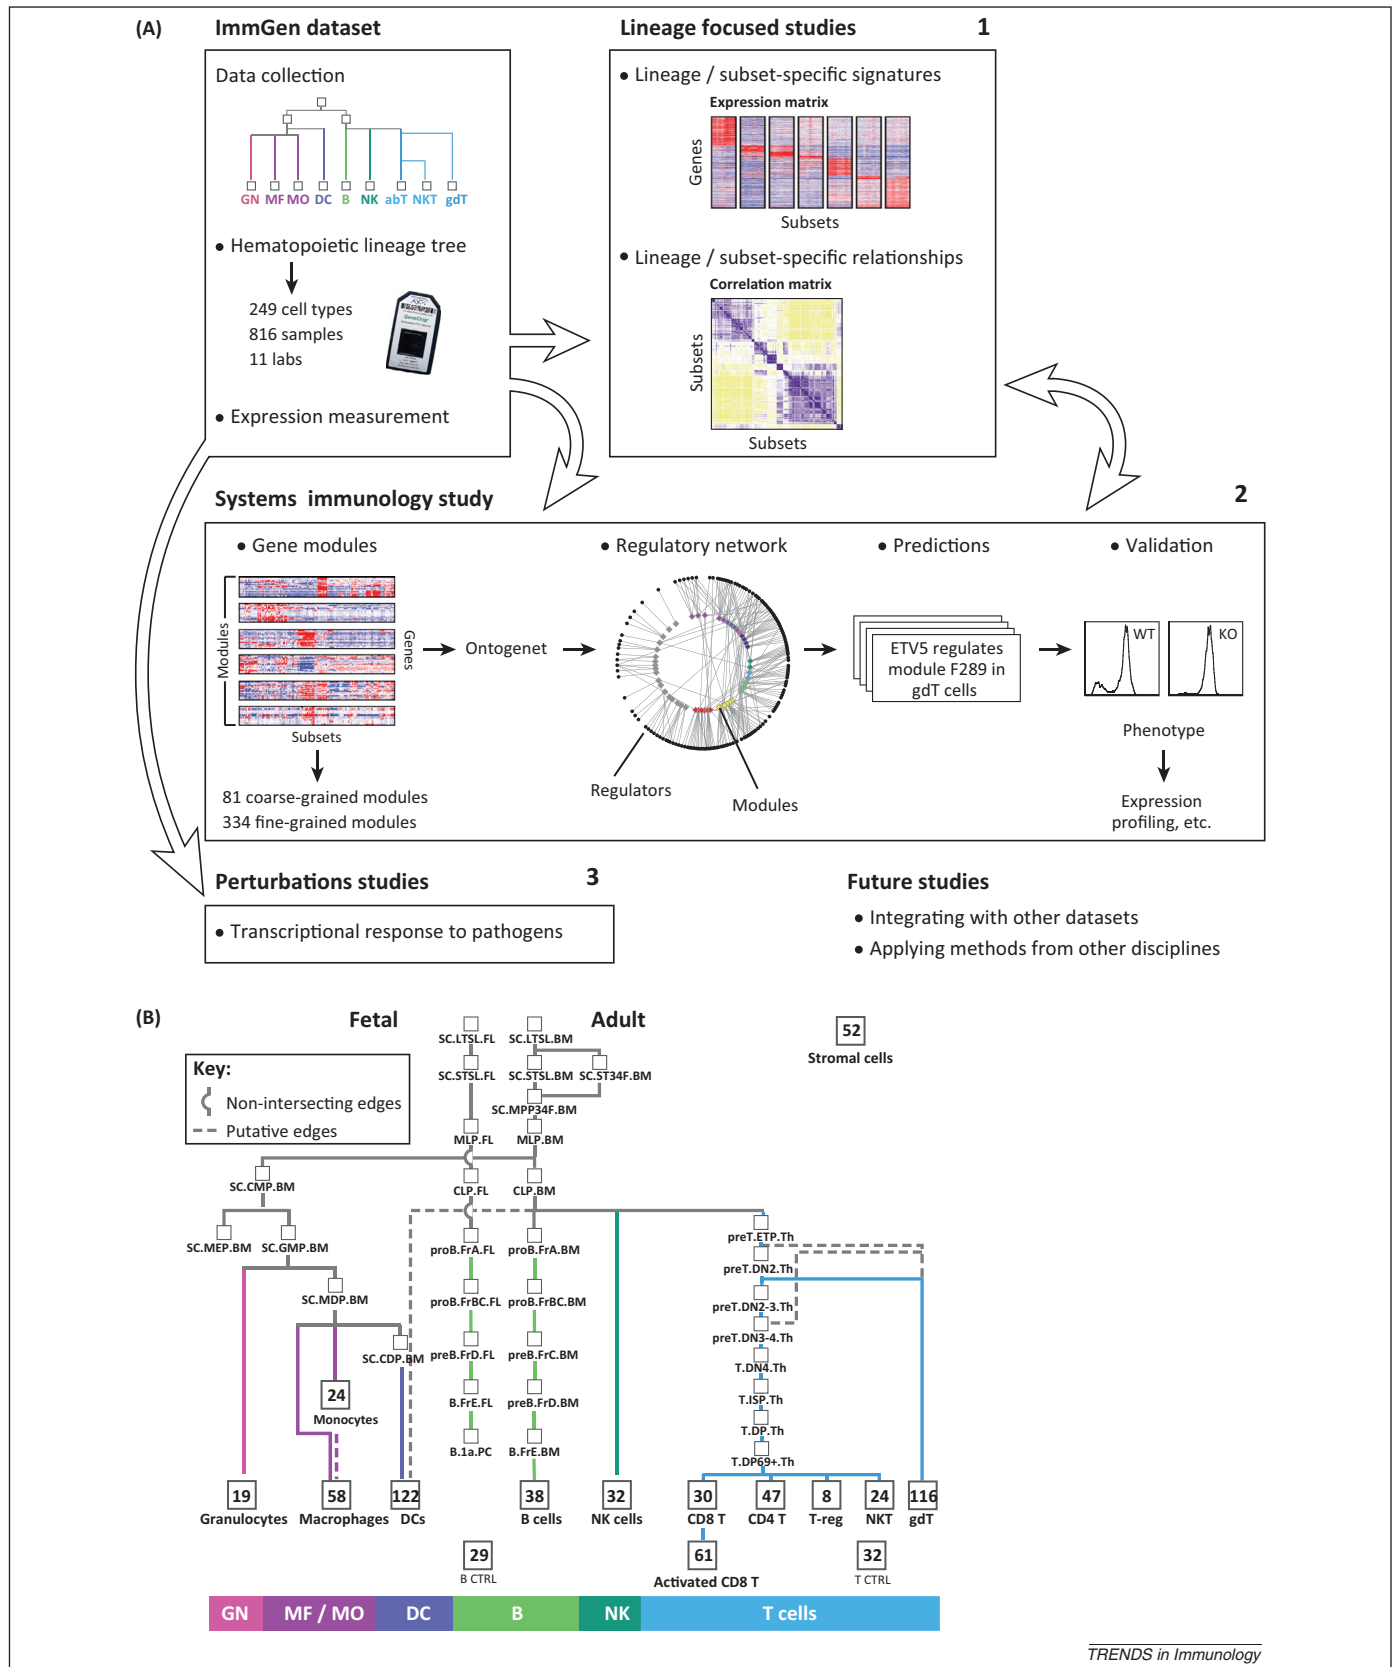 (A)
ImmGen dataset
Data collection
GN MF MO DC B NK abT NKT gdT
• Hematopoietic lineage tree
249 cell types
816 samples
11 labs
GeneChip
• Expression measurement
Lineage focused studies 1
• Lineage / subset-specific signatures
Expression matrix
Genes
Subsets
• Lineage / subset-specific relationships
Correlation matrix
Subsets
Subsets
Systems immunology study 2
• Gene modules
Modules
Genes
Subsets
81 coarse-grained modules
334 fine-grained modules
Ontogenet
• Regulatory network
Regulators
Modules
• Predictions
ETV5 regulates
module F289 in
gdT cells
• Validation
WT
KO
Phenotype
Expression
profiling, etc.
Perturbations studies 3
• Transcriptional response to pathogens
Future studies
• Integrating with other datasets
• Applying methods from other disciplines
(B)
Fetal
Adult
52
Stromal cells
Key:
Non-intersecting edges
Putative edges
SC.LTSL.FL
SC.LTSL.BM
SC.STSL.FL
SC.STSL.BM
SC.ST34F.BM
SC.MPP34F.BM
MLP.FL
MLP.BM
SC.CMP.BM
CLP.FL
CLP.BM
SC.MEP.BM
SC.GMP.BM
proB.FrA.FL
proB.FrA.BM
preT.ETP.Th
preT.DN2.Th
SC.MDP.BM
proB.FrBC.FL
proB.FrBC.BM
preT.DN2-3.Th
preT.DN3-4.Th
SC.CDP.BM
preB.FrD.FL
preB.FrC.BM
T.DN4.Th
24
Monocytes
B.FrE.FL
preB.FrD.BM
T.ISP.Th
T.DP.Th
B.1a.PC
B.FrE.BM
T.DP69+.Th
19 58 122 38 32 30 47 8 24 116
Granulocytes Macrophages DCs B cells NK cells CD8 T CD4 T T-reg NKT gdT
29 61 32
B CTRL Activated CD8 T T CTRL
GN MF / MO DC B NK T cells
TRENDS in Immunology